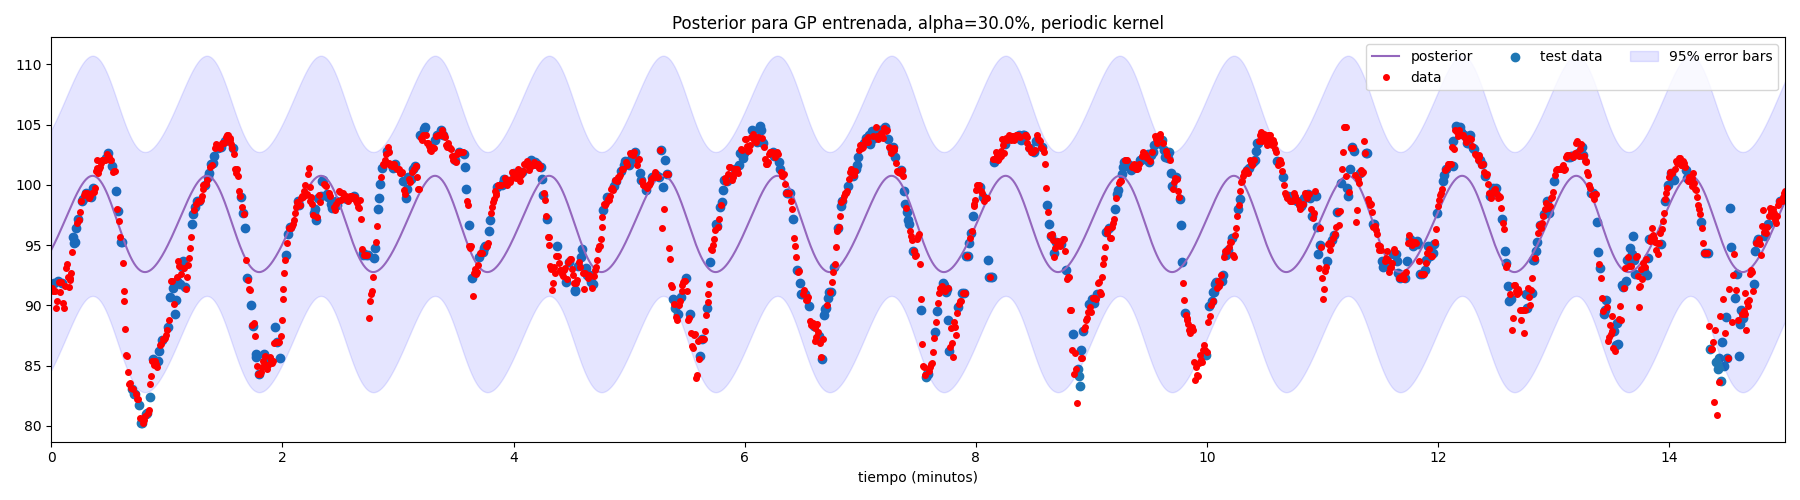 Posterior para GP entrenada, alpha=30.0%, periodic kernel
posterior
data
test data
95% error bars
110
105
100
95
90
85
80
0
2
4
6
8
10
12
14
tiempo (minutos)